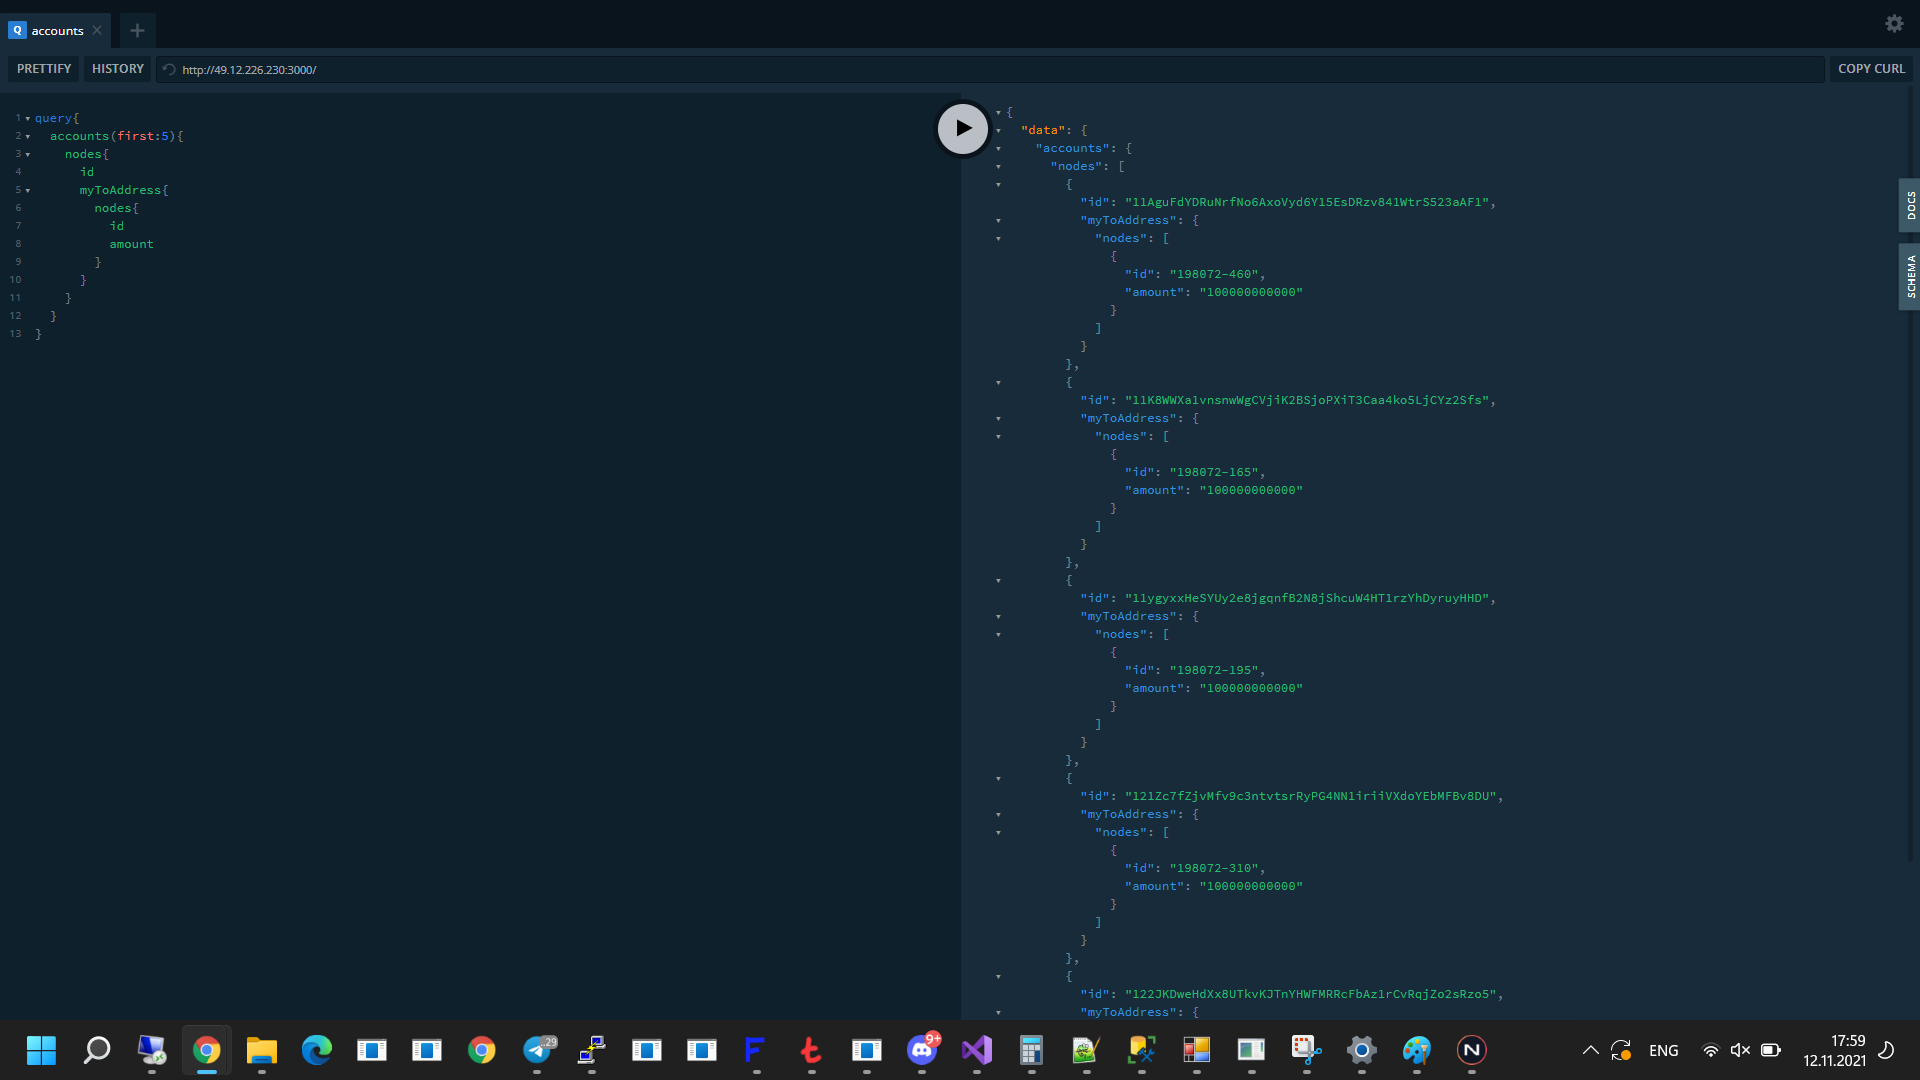 Q accounts
PRETTIFY HISTORY http://49.12.226.230:3000/ COPY CURL
1 query{
2 accounts(first:5){
3 nodes{
4 id
5 myToAddress{
6 nodes{
7 id
8 amount
9 }
10 }
11 }
12 }
13 }
{
"data": {
"accounts": {
"nodes": [
{
"id": "11AguFdYDRuNrfNo6AxoVyd6Y15EsDRzv841WtrS523aAF1",
"myToAddress": {
"nodes": [
{
"id": "198072-460",
"amount": "100000000000"
}
]
}
},
{
"id": "11K8WWXa1vnsnwWgCVjiK2BSjoPXiT3Caa4ko5LjCYz2Sfs",
"myToAddress": {
"nodes": [
{
"id": "198072-165",
"amount": "100000000000"
}
]
}
},
{
"id": "11ygyxxHeSYUy2e8jgqnfB2N8jShcuW4HT1rzYhDyruyHHD",
"myToAddress": {
"nodes": [
{
"id": "198072-195",
"amount": "100000000000"
}
]
}
},
{
"id": "121Zc7fZjvMfv9c3ntvtsrRyPG4NN1iriiVXdoYEbMFBv8DU",
"myToAddress": {
"nodes": [
{
"id": "198072-310",
"amount": "100000000000"
}
]
}
},
{
"id": "122JKDweHdXx8UTkvKJTnYHWFMRRcFbAz1rCvRqjZo2sRzo5",
"myToAddress": {
DOCS
SCHEMA
29
9+
N
ENG
17:59
12.11.2021